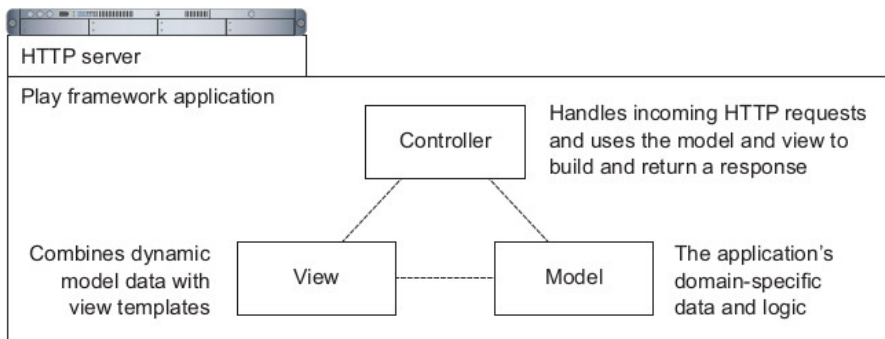 HTTP server
Play framework application
Controller
Handles incoming HTTP requests
and uses the model and view to
build and return a response
Combines dynamic
model data with
view templates
View
Model
The application’s
domain-specific
data and logic